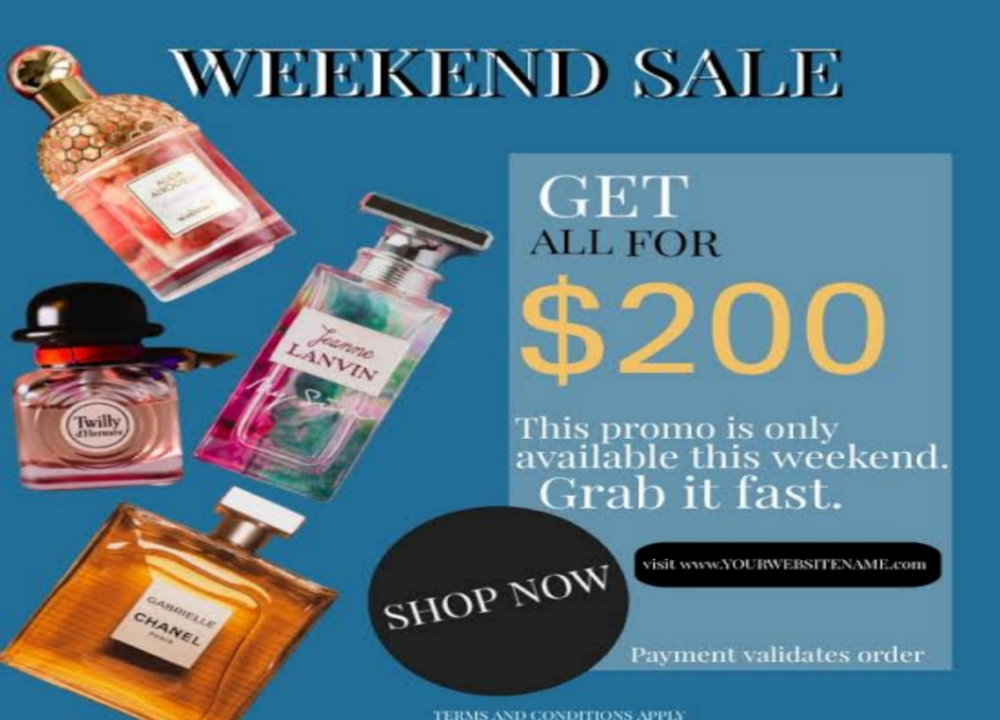 WEEKEND SALE
GET
ALL FOR
$200
This promo is only
available this weekend.
Grab it fast.
visit www.YOURWEBSITENAME.com
SHOP NOW
Payment validates order
TERMS AND CONDITIONS APPLY
Jeanne
LANVIN
Twilly
d'Hermès
GABRIELLE
CHANEL
PARIS